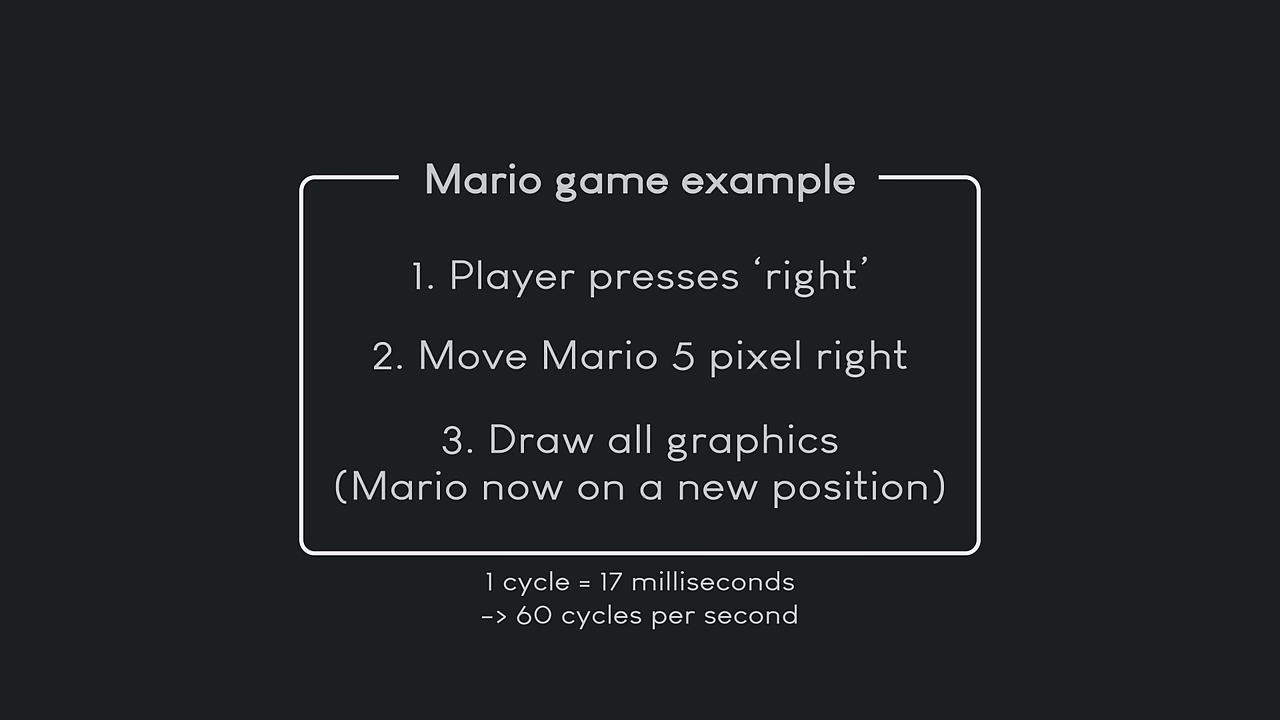 Mario game example
1. Player presses ‘right’
2. Move Mario 5 pixel right
3. Draw all graphics
(Mario now on a new position)
1 cycle = 17 milliseconds
-> 60 cycles per second